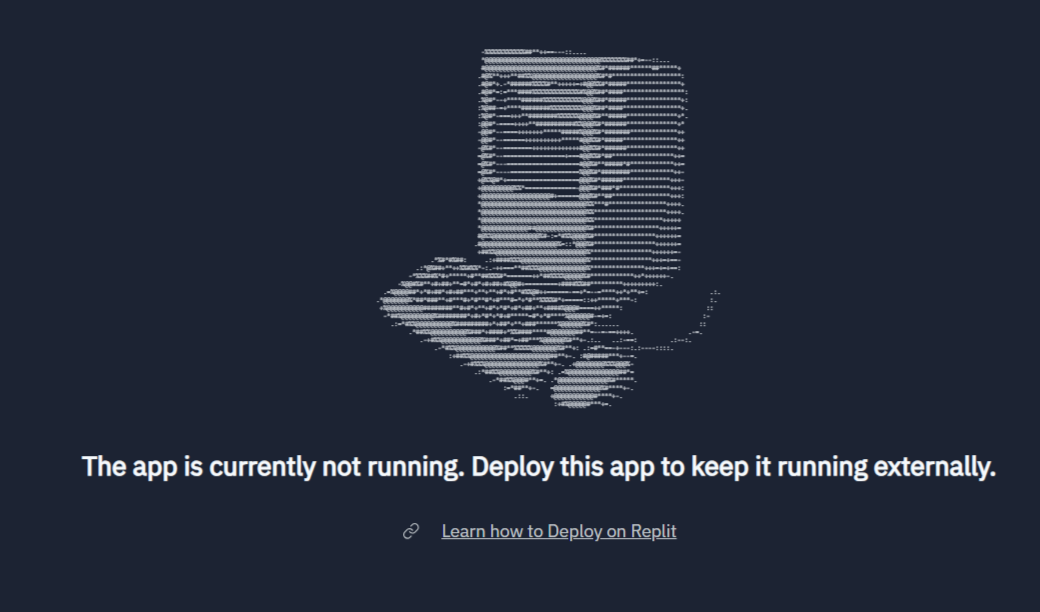 The app is currently not running. Deploy this app to keep it running externally.
Learn how to Deploy on Replit